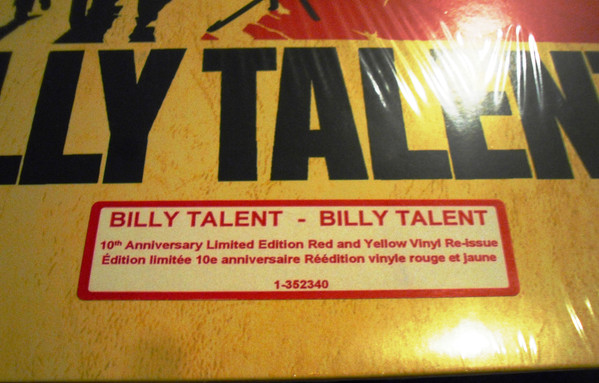 LLY TALENT
BILLY TALENT - BILLY TALENT
10th Anniversary Limited Edition Red and Yellow Vinyl Re-issue
Édition limitée 10e anniversaire Réédition vinyle rouge et jaune
1-352340